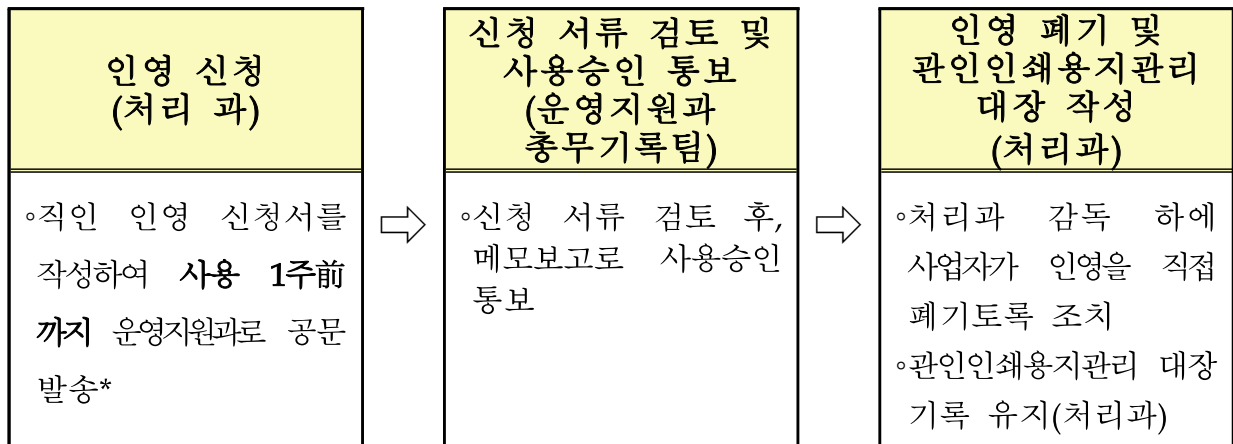 인영 신청
(처리 과)
◦직인 인영 신청서를
작성하여 사용 1주前
까지 운영지원과로 공문
발송*
⇨
신청 서류 검토 및
사용승인 통보
(운영지원과
총무기록팀)
◦신청 서류 검토 후,
메모보고로 사용승인
통보
⇨
인영 폐기 및
관인인쇄용지관리
대장 작성
(처리과)
◦처리과 감독 하에
사업자가 인영을 직접
폐기토록 조치
◦관인인쇄용지관리 대장
기록 유지(처리과)